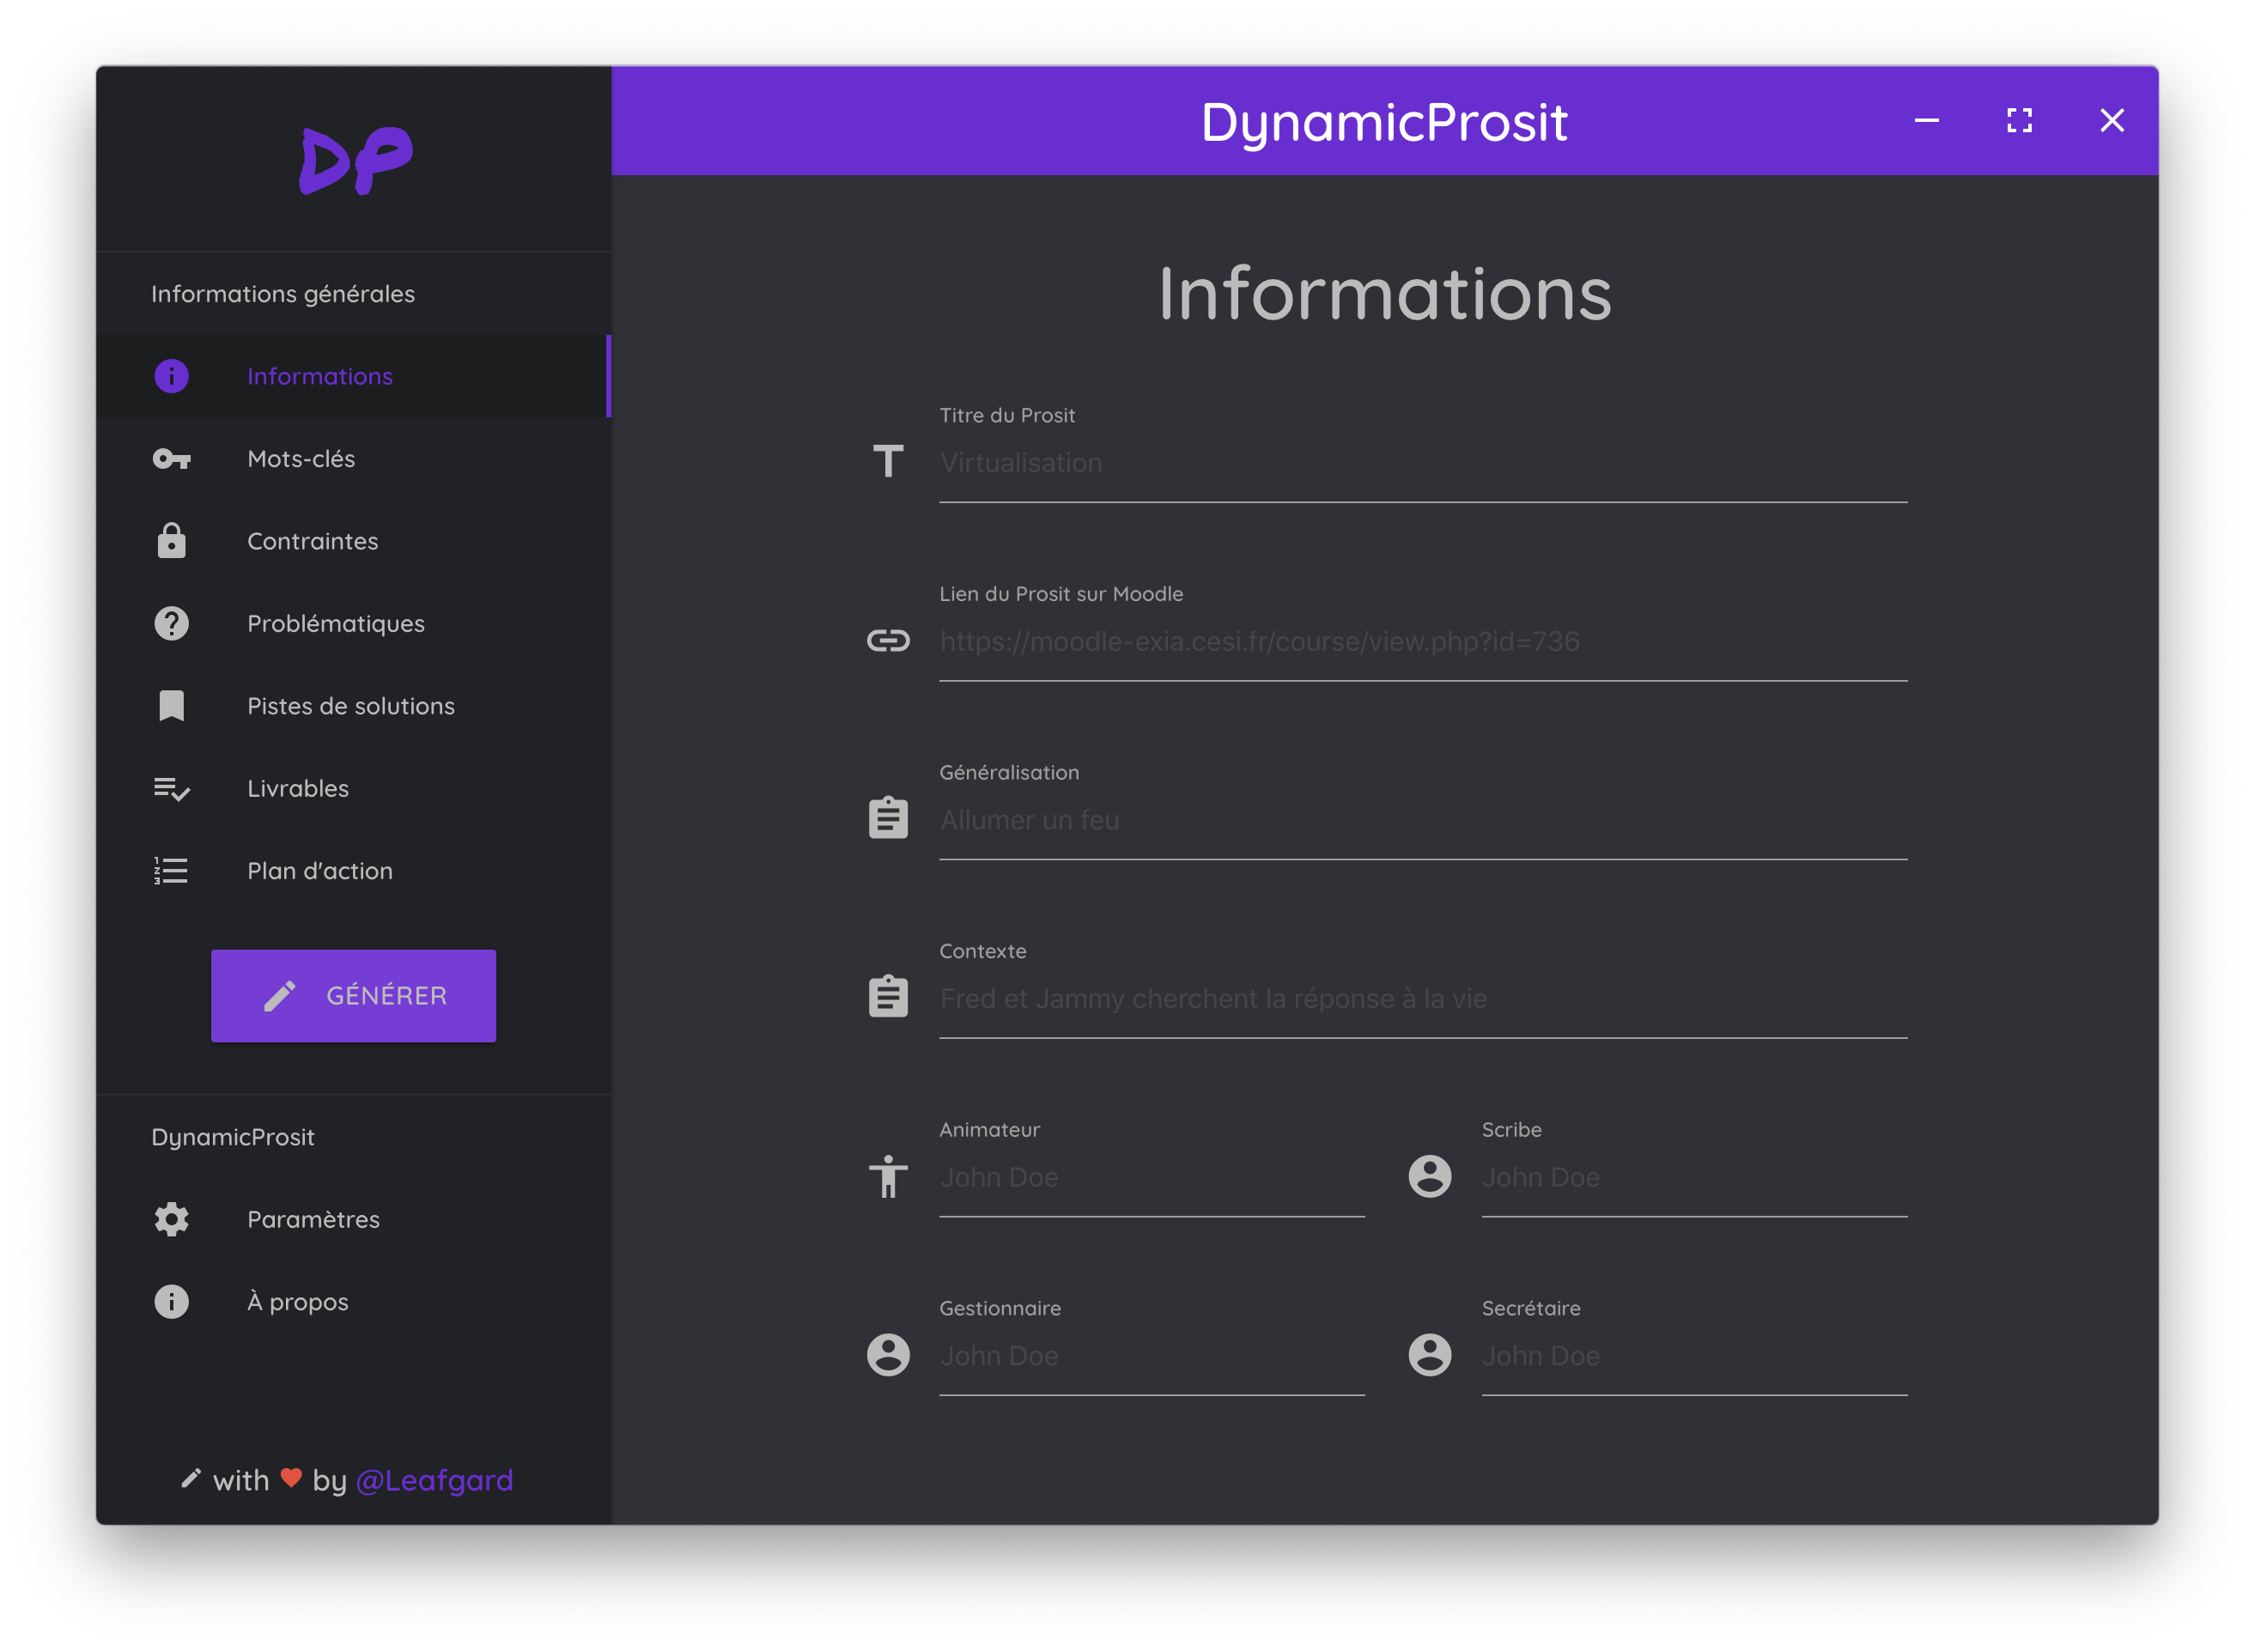 DP
Informations générales
Informations
Mots-clés
Contraintes
Problématiques
Pistes de solutions
Livrables
Plan d'action
GÉNÉRER
DynamicProsit
Paramètres
À propos
with by @Leafgard
DynamicProsit
Informations
Titre du Prosit
Virtualisation
Lien du Prosit sur Moodle
https://moodle-exia.cesi.fr/course/view.php?id=736
Généralisation
Allumer un feu
Contexte
Fred et Jammy cherchent la réponse à la vie
Animateur
John Doe
Scribe
John Doe
Gestionnaire
John Doe
Secrétaire
John Doe